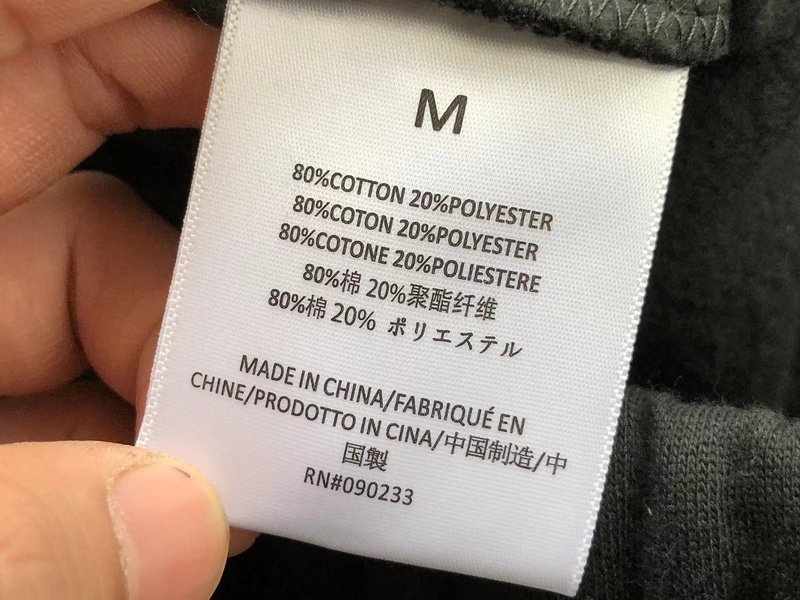 M
80%COTTON 20%POLYESTER
80%COTON 20%POLYESTER
80%COTONE 20%POLIESTERE
80%棉 20%聚酯纤维
80%棉 20% ポリエステル
MADE IN CHINA/FABRIQUÉ EN
CHINE/PRODOTTO IN CINA/中国制造/中
国製
RN#090233